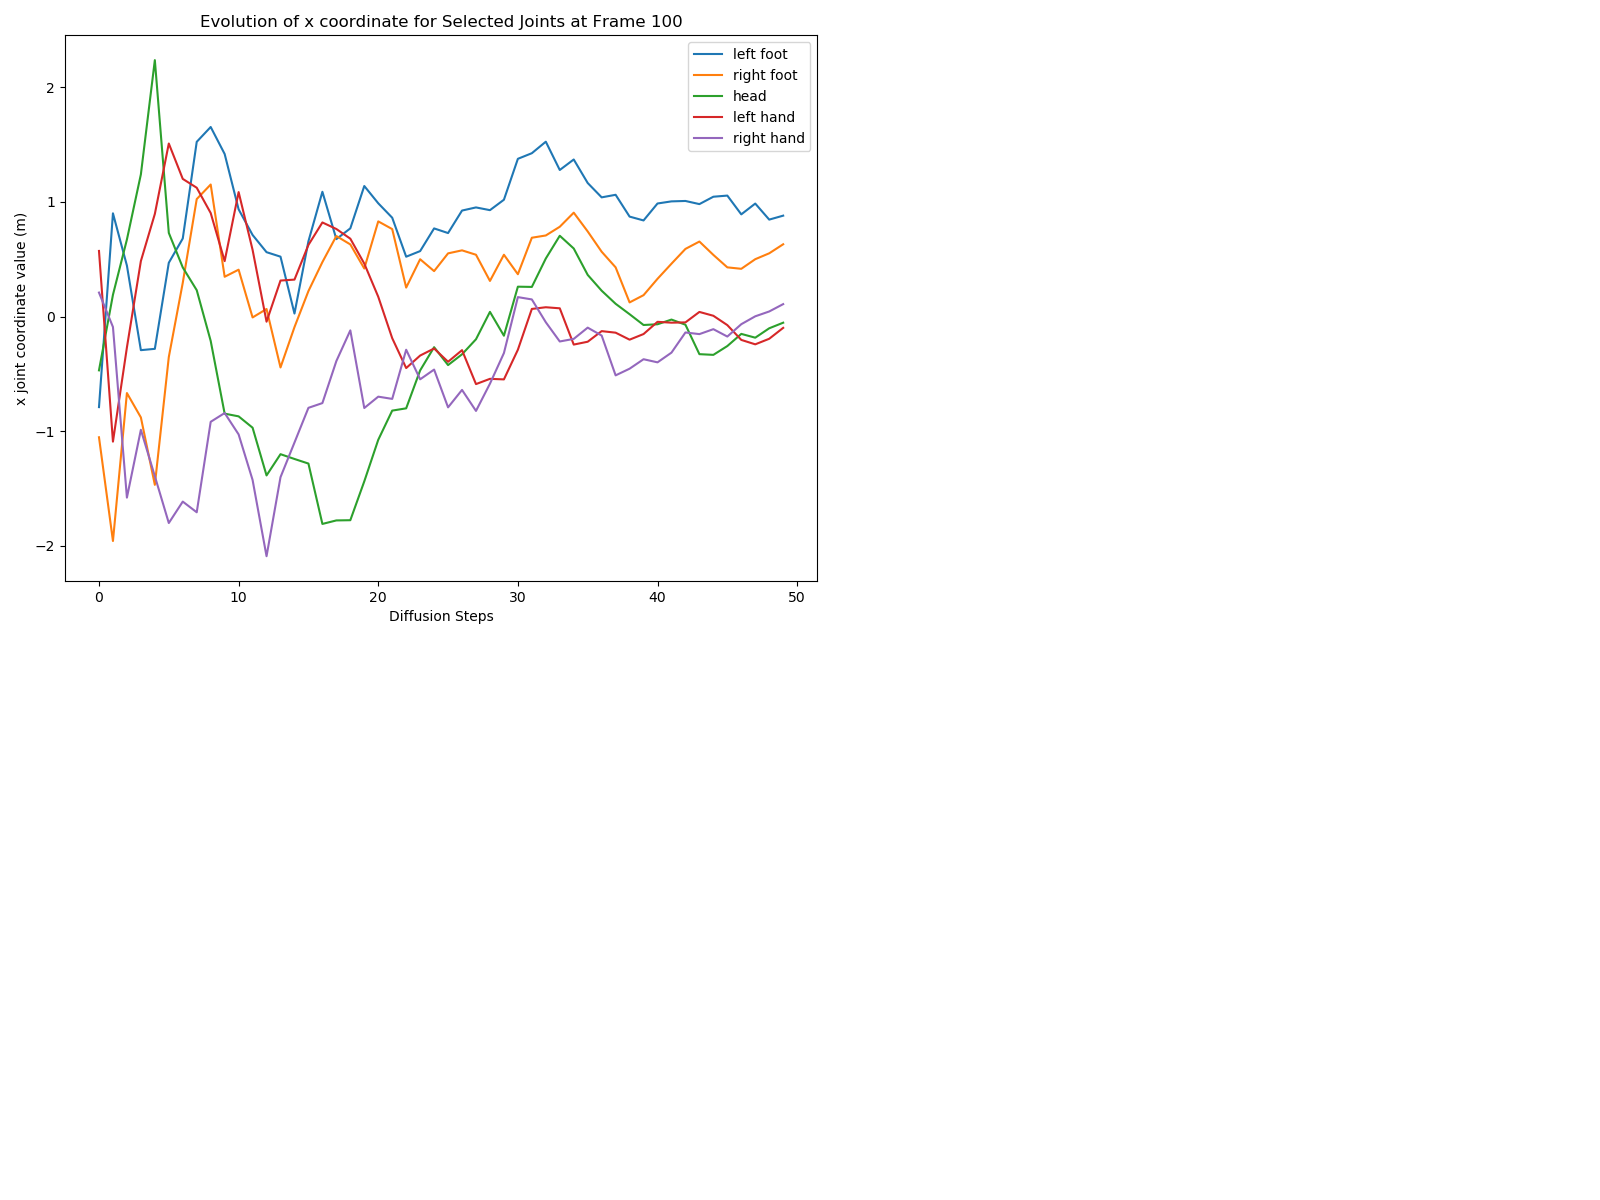 Evolution of x coordinate for Selected Joints at Frame 100
left foot
right foot
head
left hand
right hand
2
1
0
−1
−2
x joint coordinate value (m)
0 10 20 30 40 50
Diffusion Steps